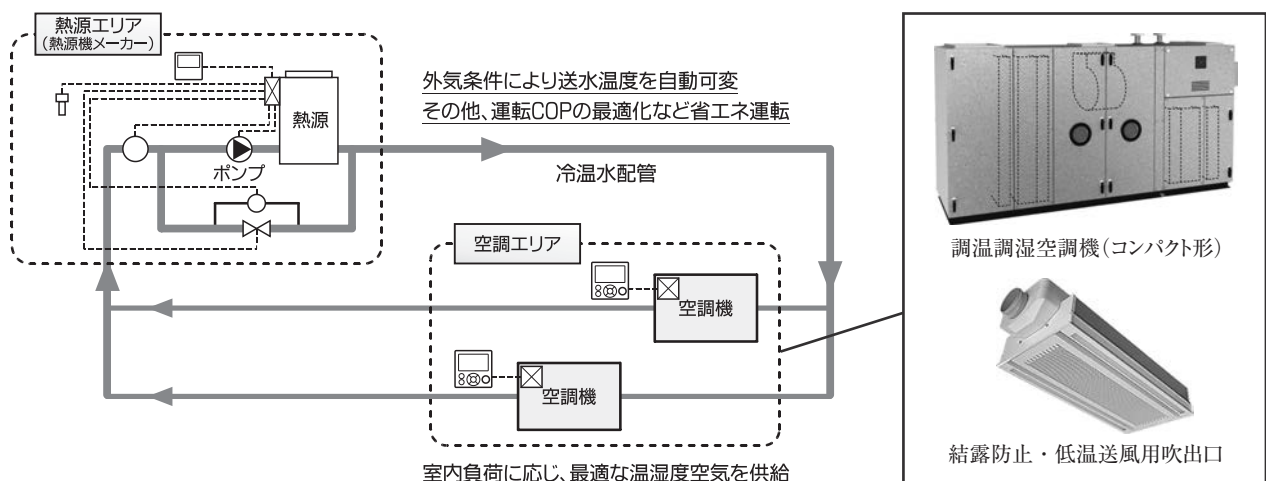 熱源エリア
(熱源機メーカー)
熱源
ポンプ
外気条件により送水温度を自動可変
その他、運転COPの最適化など省エネ運転
冷温水配管
空調エリア
空調機
空調機
室内負荷に応じ、最適な温湿度空気を供給
調温調湿空調機(コンパクト形)
結露防止・低温送風用吹出口